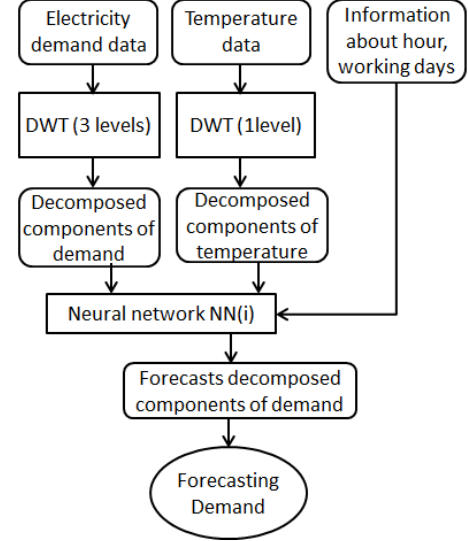 Electricity
demand data
Temperature
data
Information
about hour,
working days
DWT (3 levels)
DWT (1level)
Decomposed
components of
demand
Decomposed
components of
temperature
Neural network NN(i)
Forecasts decomposed
components of demand
Forecasting
Demand